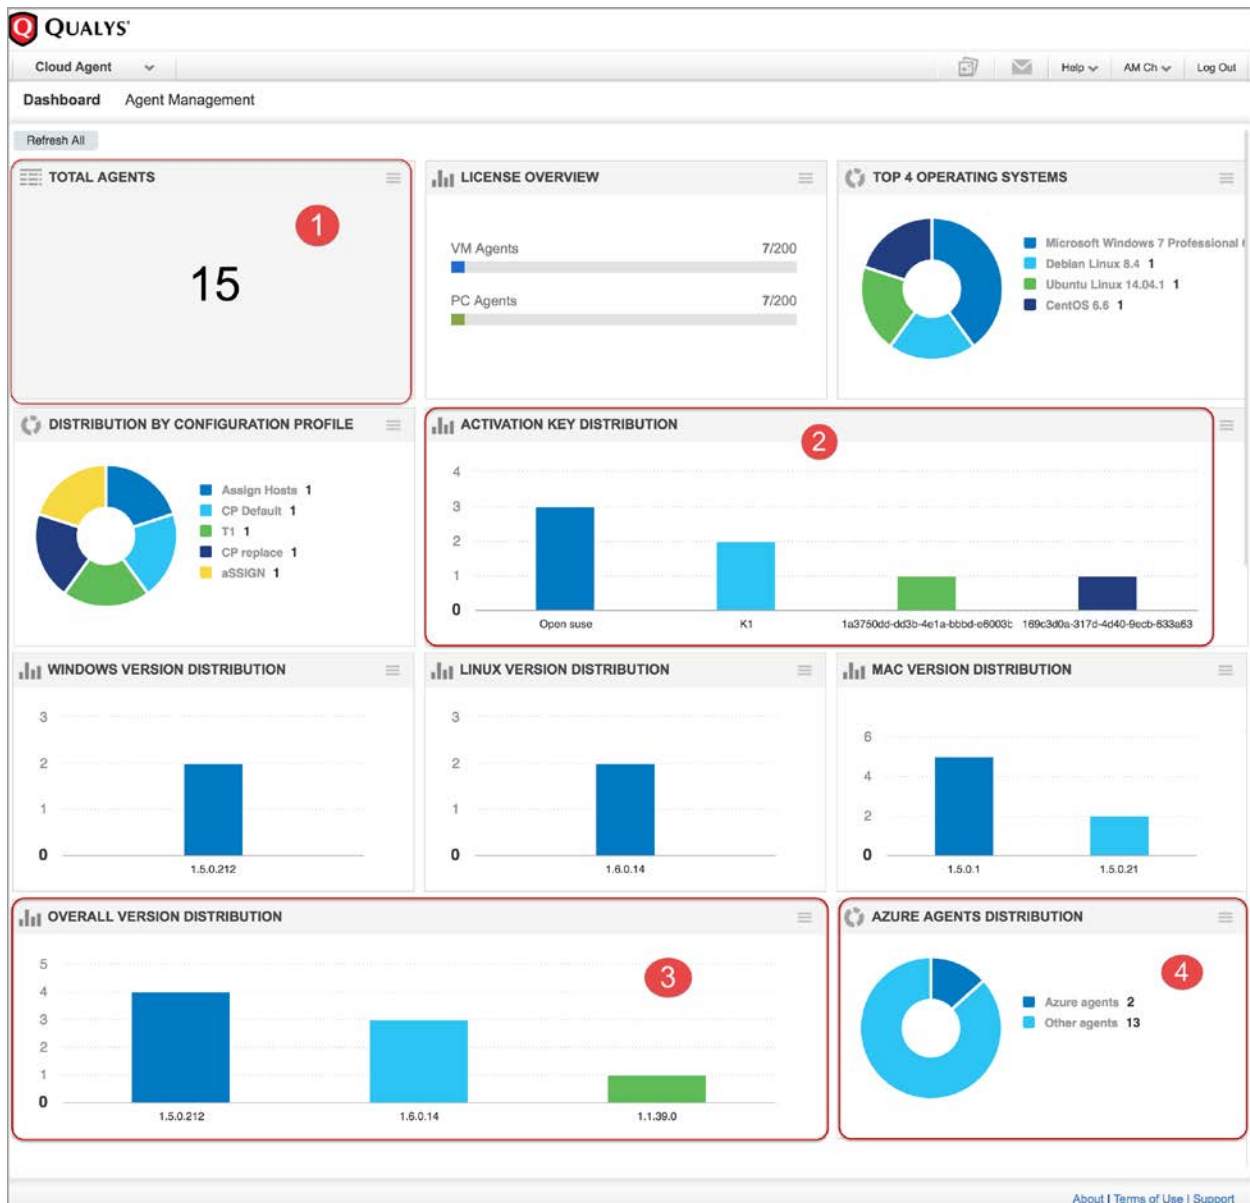 QUALYS®
Cloud Agent
Help
AM Ch
Log Out
Dashboard
Agent Management
Refresh All
TOTAL AGENTS
1
15
LICENSE OVERVIEW
VM Agents 7/200
PC Agents 7/200
TOP 4 OPERATING SYSTEMS
Microsoft Windows 7 Professional
Debian Linux 8.4 1
Ubuntu Linux 14.04.1 1
CentOS 6.6 1
DISTRIBUTION BY CONFIGURATION PROFILE
Assign Hosts 1
CP Default 1
T1 1
CP replace 1
aSSIGN 1
ACTIVATION KEY DISTRIBUTION
2
4
3
2
1
0
Open suse
K1
1a3750dd-dd3b-4e1a-bbbd-e6003b
169c3d0a-317d-4d40-9ecb-833a63
WINDOWS VERSION DISTRIBUTION
3
2
1
0
1.5.0.212
LINUX VERSION DISTRIBUTION
3
2
1
0
1.6.0.14
MAC VERSION DISTRIBUTION
6
4
2
0
1.5.0.1
1.5.0.21
OVERALL VERSION DISTRIBUTION
3
5
4
3
2
1
0
1.5.0.212
1.6.0.14
1.1.39.0
AZURE AGENTS DISTRIBUTION
4
Azure agents 2
Other agents 13
About | Terms of Use | Support